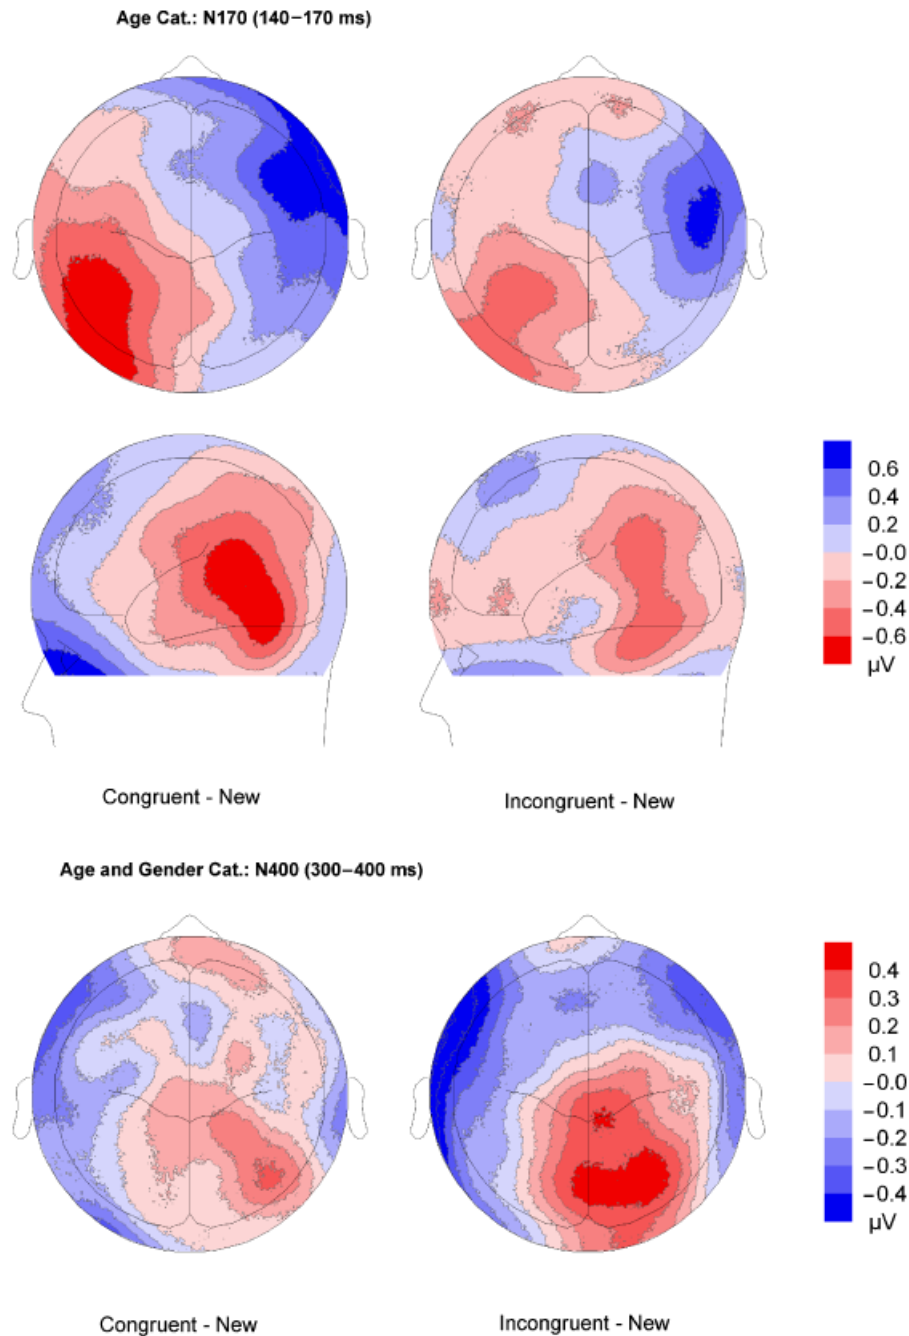 Age Cat.: N170 (140−170 ms)
0.6
0.4
0.2
−0.0
−0.2
−0.4
−0.6
µV
Congruent - New
Incongruent - New
Age and Gender Cat.: N400 (300−400 ms)
0.4
0.3
0.2
0.1
−0.0
−0.1
−0.2
−0.3
−0.4
µV
Congruent - New
Incongruent - New